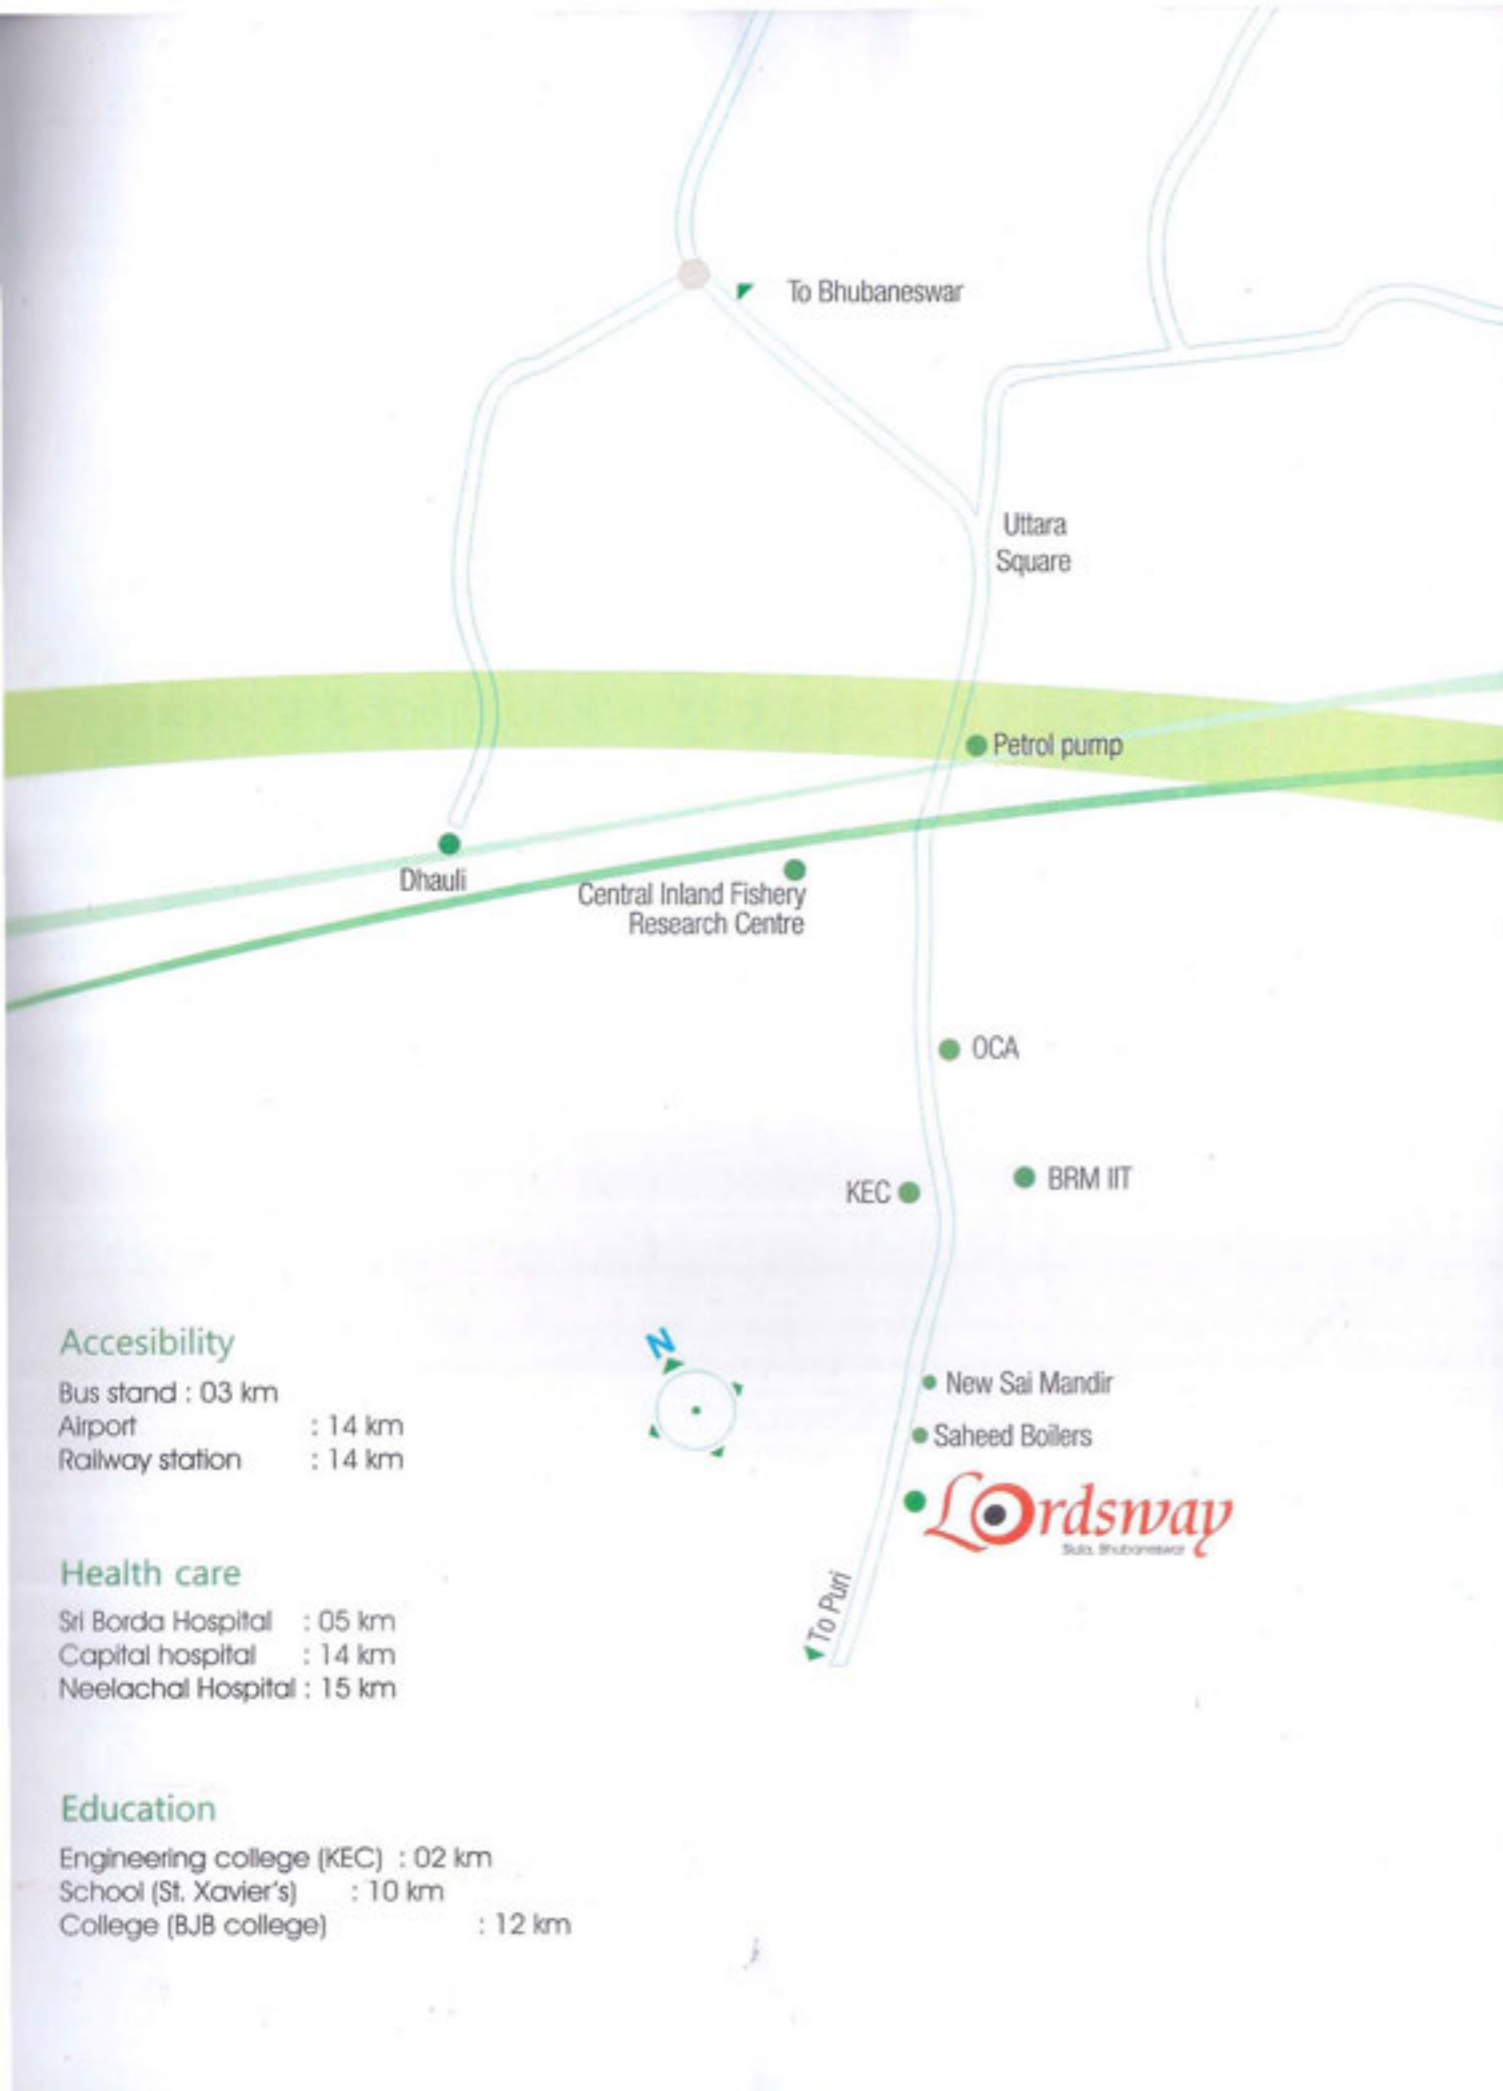 To Bhubaneswar
Uttara
Square
Petrol pump
Dhauli
Central Inland Fishery
Research Centre
OCA
KEC
BRM IIT
N
New Sai Mandir
Saheed Boilers
Lordsway
Siula, Bhubaneswar
To Puri
Accesibility
Bus stand : 03 km
Airport : 14 km
Railway station : 14 km
Health care
Sri Borda Hospital : 05 km
Capital hospital : 14 km
Neelachal Hospital : 15 km
Education
Engineering college (KEC) : 02 km
School (St. Xavier's) : 10 km
College (BJB college) : 12 km